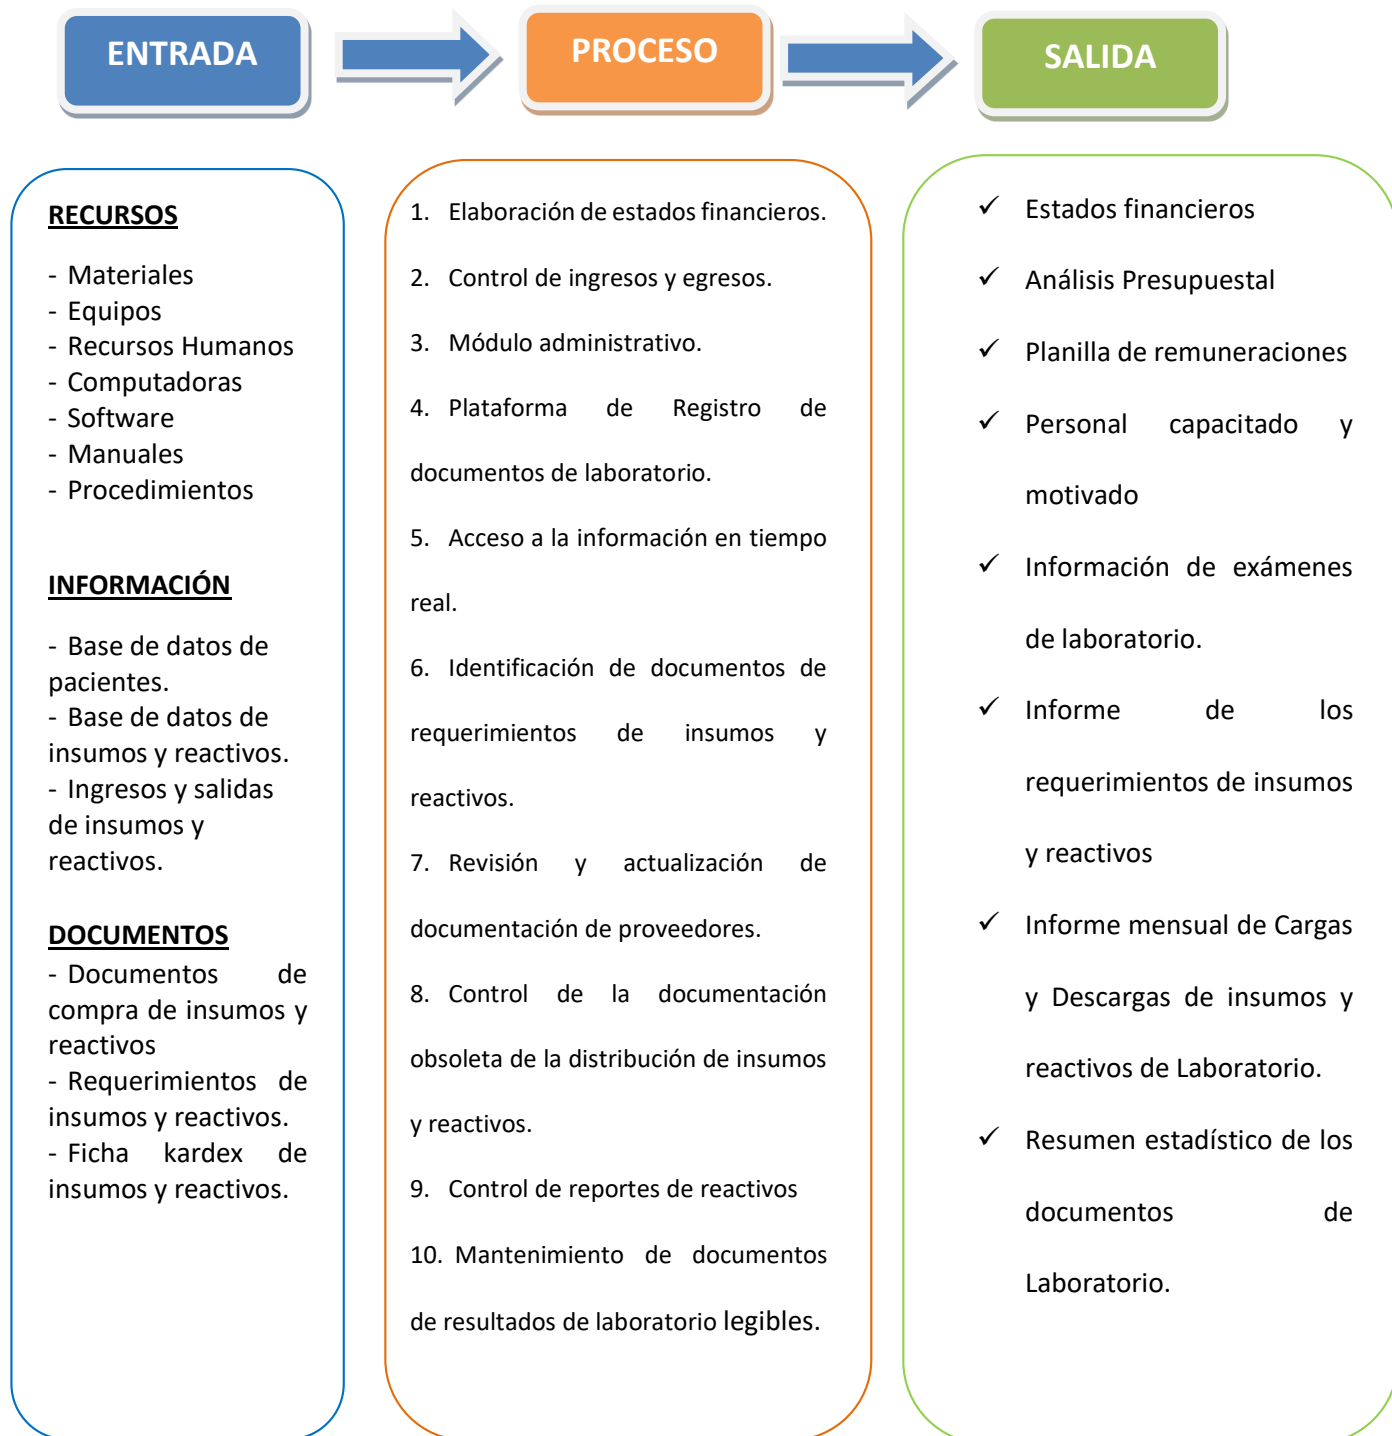 ENTRADA
PROCESO
SALIDA
RECURSOS
- Materiales
- Equipos
- Recursos Humanos
- Computadoras
- Software
- Manuales
- Procedimientos
INFORMACIÓN
- Base de datos de
pacientes.
- Base de datos de
insumos y reactivos.
- Ingresos y salidas
de insumos y
reactivos.
DOCUMENTOS
- Documentos de
compra de insumos y
reactivos
- Requerimientos de
insumos y reactivos.
- Ficha kardex de
insumos y reactivos.
1. Elaboración de estados financieros.
2. Control de ingresos y egresos.
3. Módulo administrativo.
4. Plataforma de Registro de
documentos de laboratorio.
5. Acceso a la información en tiempo
real.
6. Identificación de documentos de
requerimientos de insumos y
reactivos.
7. Revisión y actualización de
documentación de proveedores.
8. Control de la documentación
obsoleta de la distribución de insumos
y reactivos.
9. Control de reportes de reactivos
10. Mantenimiento de documentos
de resultados de laboratorio legibles.
✓ Estados financieros
✓ Análisis Presupuestal
✓ Planilla de remuneraciones
✓ Personal capacitado y
motivado
✓ Información de exámenes
de laboratorio.
✓ Informe de los
requerimientos de insumos
y reactivos
✓ Informe mensual de Cargas
y Descargas de insumos y
reactivos de Laboratorio.
✓ Resumen estadístico de los
documentos de
Laboratorio.